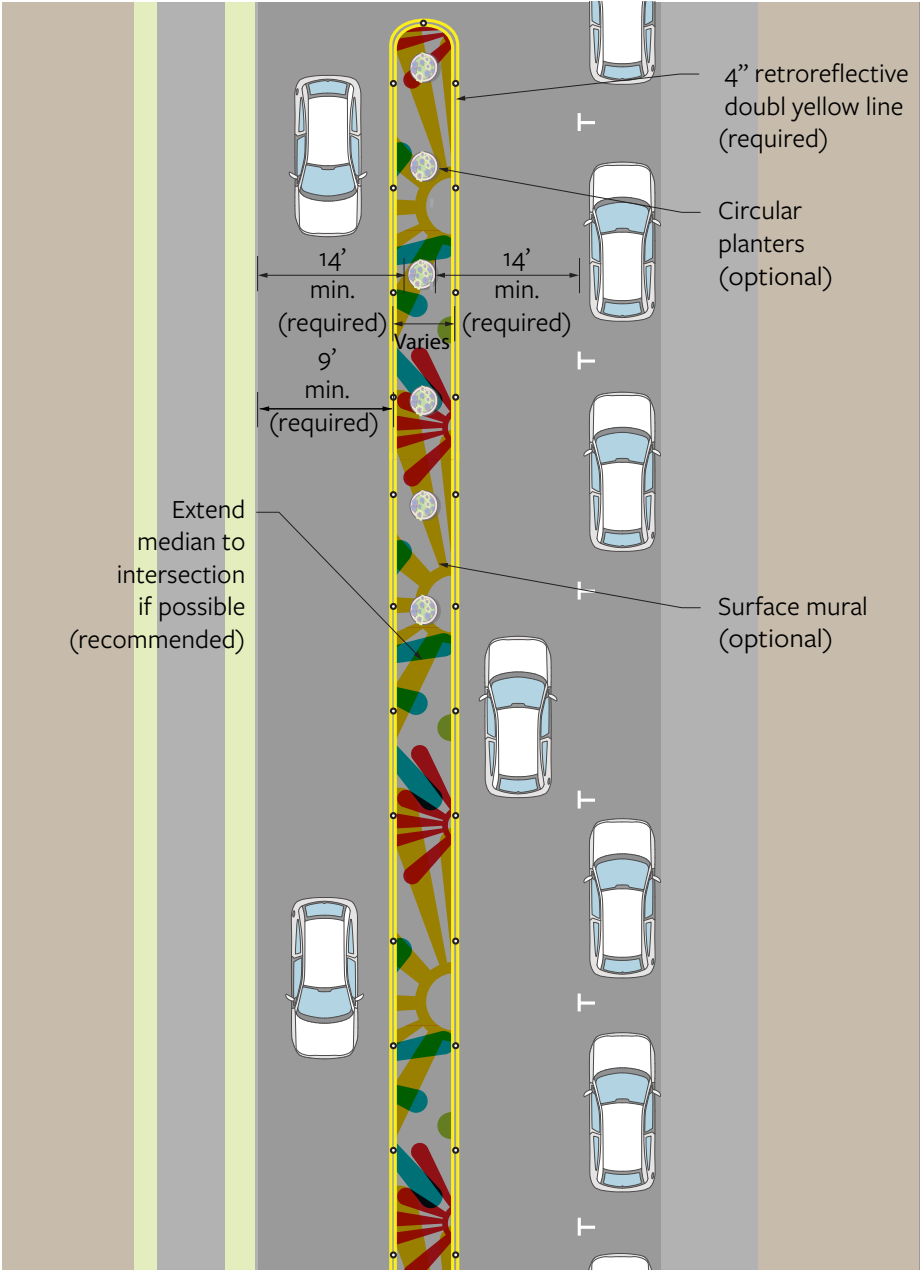 4” retroreflective
doubl yellow line
(required)
Circular
planters
(optional)
14’
min.
(required)
14’
min.
(required)
Varies
9’
min.
(required)
Extend
median to
intersection
if possible
(recommended)
Surface mural
(optional)